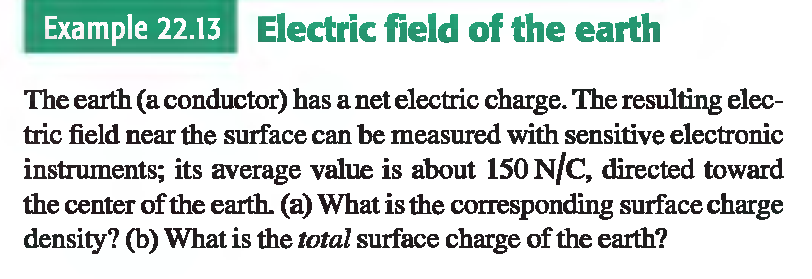 Example 22.13 Electric field of the earth
The earth (a conductor) has a net electric charge. The resulting elec-
tric field near the surface can be measured with sensitive electronic
instruments; its average value is about 150 N/C, directed toward
the center of the earth. (a) What is the corresponding surface charge
density? (b) What is the total surface charge of the earth?